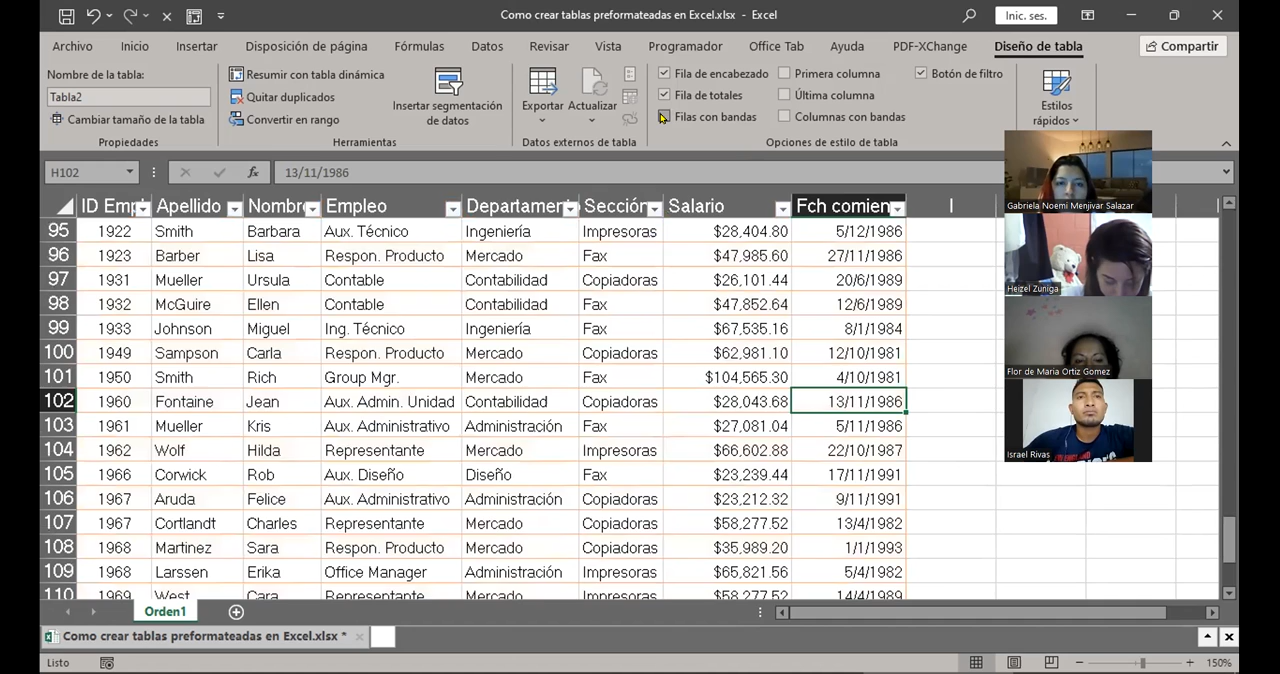 Como crear tablas preformateadas en Excel.xlsx - Excel
Inic. ses.
Archivo Inicio Insertar Disposición de página Fórmulas Datos Revisar Vista Programador Office Tab Ayuda PDF-XChange Diseño de tabla Compartir
Nombre de la tabla:
Tabla2
Cambiar tamaño de la tabla
Propiedades
Resumir con tabla dinámica
Quitar duplicados
Convertir en rango
Insertar segmentación
de datos
Herramientas
Exportar
Actualizar
Datos externos de tabla
Fila de encabezado Primera columna Botón de filtro
Fila de totales Última columna
Filas con bandas Columnas con bandas
Opciones de estilo de tabla
Estilos
rápidos
H102 fx 13/11/1986
ID Emp Apellido Nombre Empleo Departamento Sección Salario Fch comien I
95 1922 Smith Barbara Aux. Técnico Ingeniería Impresoras $28,404.80 5/12/1986
96 1923 Barber Lisa Respon. Producto Mercado Fax $47,985.60 27/11/1986
97 1931 Mueller Ursula Contable Contabilidad Fax $26,101.44 20/6/1989
98 1932 McGuire Ellen Contable Contabilidad Fax $47,852.64 12/6/1989
99 1933 Johnson Miguel Ing. Técnico Ingeniería Fax $67,535.16 8/1/1984
100 1949 Sampson Carla Respon. Producto Mercado Copiadoras $62,981.10 12/10/1981
101 1950 Smith Rich Group Mgr. Mercado Fax $104,565.30 4/10/1981
102 1960 Fontaine Jean Aux. Adm. Unidad Contabilidad Copiadoras $28,043.68 13/11/1986
103 1961 Mueller Kris Aux. Administrativo Administración Fax $27,081.04 5/11/1986
104 1962 Wolf Hilda Representante Mercado Impresoras $66,602.88 22/10/1987
105 1966 Corwick Rob Aux. Diseño Diseño Fax $23,239.44 17/11/1991
106 1967 Aruda Felice Aux. Administrativo Administración Copiadoras $23,212.32 9/11/1991
107 1967 Cortlandt Charles Representante Mercado Copiadoras $58,277.52 13/4/1982
108 1968 Martinez Sara Respon. Producto Mercado Copiadoras $35,989.20 1/1/1993
109 1968 Larssen Erika Office Manager Administración Impresoras $65,821.56 5/4/1982
110 1969 West Cara Representante Mercado Impresoras $58,277.52 14/4/1989
Gabriela Noemi Menjivar Salazar
Heizel Zuniga
Flor de Maria Ortiz Gomez
Israel Rivas
Orden1
Como crear tablas preformateadas en Excel.xlsx *
Listo
150%